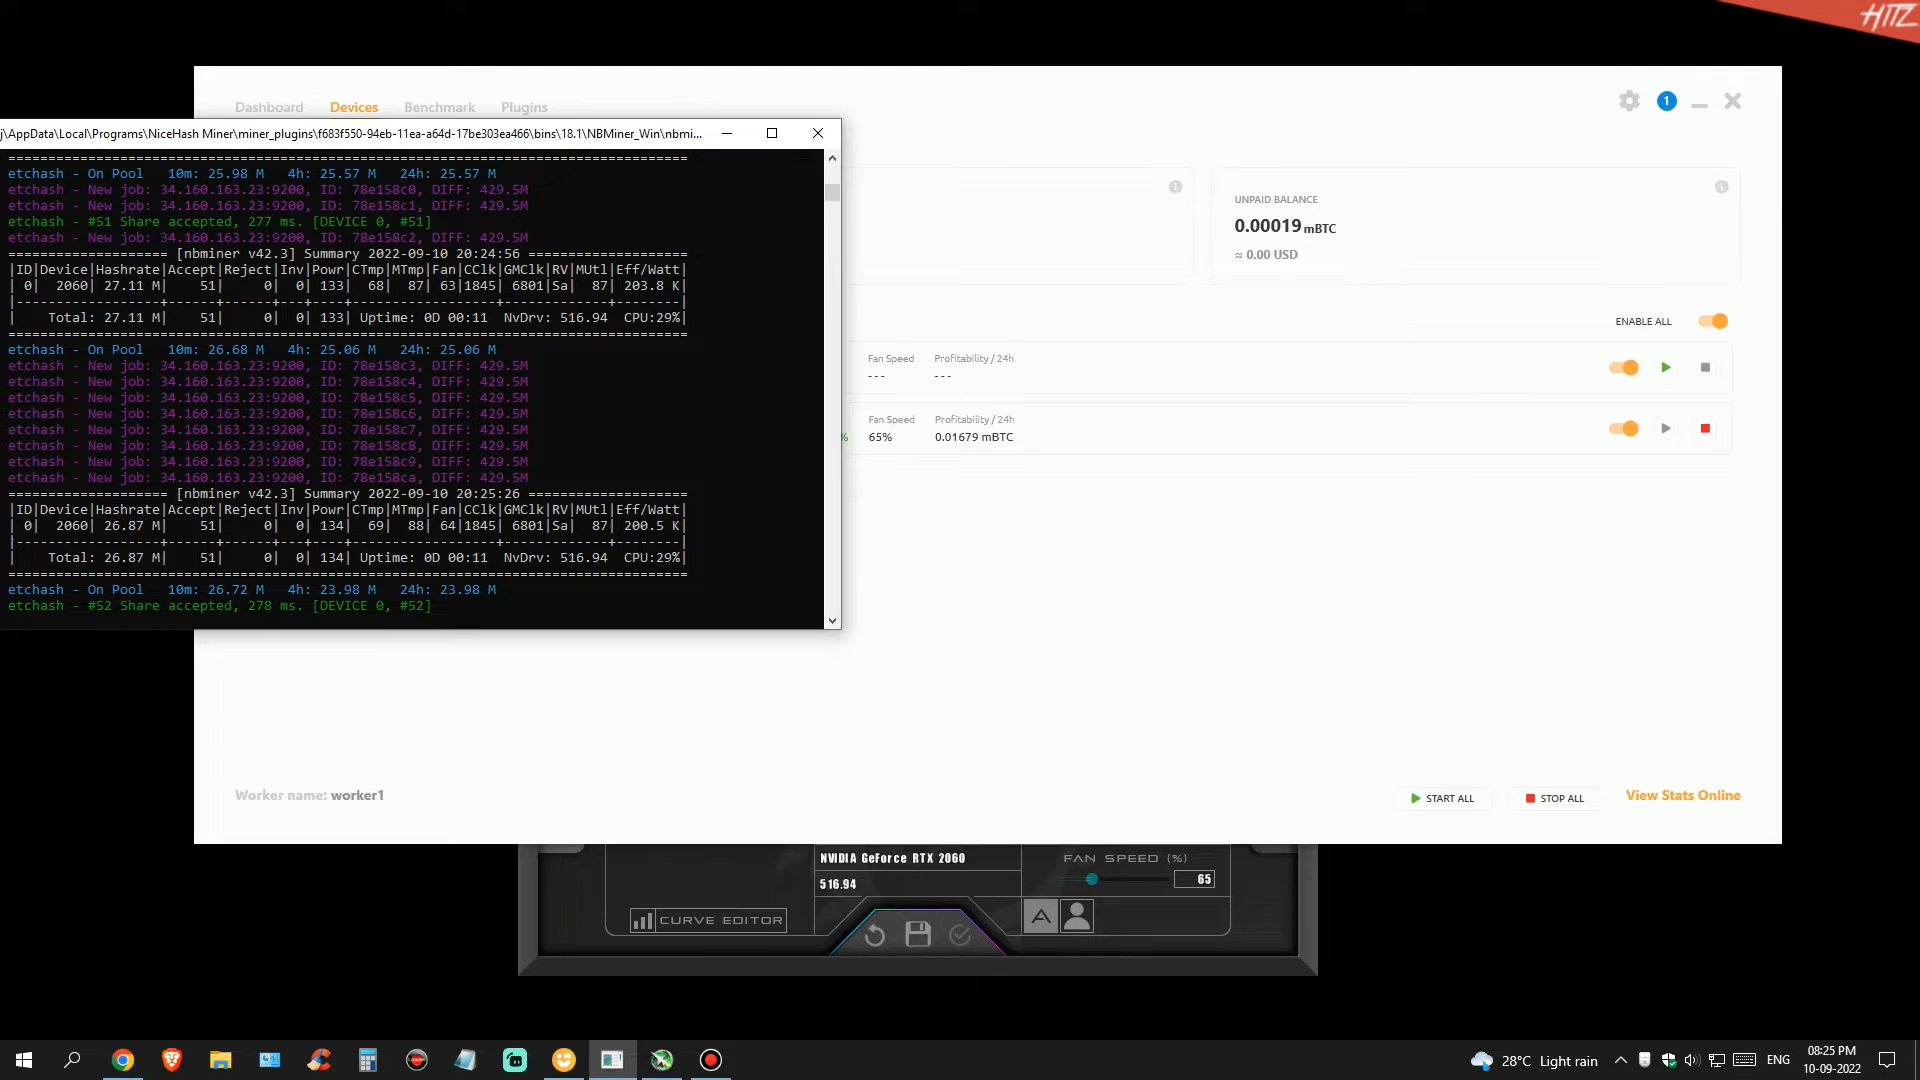 HITZ
Dashboard Devices Benchmark Plugins
1
j\AppData\Local\Programs\NiceHash Miner\miner_plugins\f683f550-94eb-11ea-a64d-17be303ea466\bins\18.1\NBMiner_Win\nbmi...
=====================================================================================
etchash - On Pool   10m: 25.98 M   4h: 25.57 M   24h: 25.57 M
etchash - New job: 34.160.163.23:9200, ID: 78e158c0, DIFF: 429.5M
etchash - New job: 34.160.163.23:9200, ID: 78e158c1, DIFF: 429.5M
etchash - #51 Share accepted, 277 ms. [DEVICE 0, #51]
etchash - New job: 34.160.163.23:9200, ID: 78e158c2, DIFF: 429.5M
==================== [nbminer v42.3] Summary 2022-09-10 20:24:56 ====================
|ID|Device|Hashrate|Accept|Reject|Inv|Powr|CTmp|MTmp|Fan|CClk|GMClk|RV|MUtl|Eff/Watt|
| 0|  2060| 27.11 M|    51|     0|  0| 133|  68|  87| 63|1845| 6801|Sa|  87| 203.8 K|
|------------------+------+------+---+----+------------------+---------------+--------|
|    Total: 27.11 M|    51|     0|  0| 133| Uptime: 0D 00:11  NvDrv: 516.94  CPU:29%|
=====================================================================================
etchash - On Pool   10m: 26.68 M   4h: 25.06 M   24h: 25.06 M
etchash - New job: 34.160.163.23:9200, ID: 78e158c3, DIFF: 429.5M
etchash - New job: 34.160.163.23:9200, ID: 78e158c4, DIFF: 429.5M
etchash - New job: 34.160.163.23:9200, ID: 78e158c5, DIFF: 429.5M
etchash - New job: 34.160.163.23:9200, ID: 78e158c6, DIFF: 429.5M
etchash - New job: 34.160.163.23:9200, ID: 78e158c7, DIFF: 429.5M
etchash - New job: 34.160.163.23:9200, ID: 78e158c8, DIFF: 429.5M
etchash - New job: 34.160.163.23:9200, ID: 78e158c9, DIFF: 429.5M
etchash - New job: 34.160.163.23:9200, ID: 78e158ca, DIFF: 429.5M
==================== [nbminer v42.3] Summary 2022-09-10 20:25:26 ====================
|ID|Device|Hashrate|Accept|Reject|Inv|Powr|CTmp|MTmp|Fan|CClk|GMClk|RV|MUtl|Eff/Watt|
| 0|  2060| 26.87 M|    51|     0|  0| 134|  69|  88| 64|1845| 6801|Sa|  87| 200.5 K|
|------------------+------+------+---+----+------------------+---------------+--------|
|    Total: 26.87 M|    51|     0|  0| 134| Uptime: 0D 00:11  NvDrv: 516.94  CPU:29%|
=====================================================================================
etchash - On Pool   10m: 26.72 M   4h: 23.98 M   24h: 23.98 M
etchash - #52 Share accepted, 278 ms. [DEVICE 0, #52]
UNPAID BALANCE
0.00019 mBTC
≈ 0.00 USD
ENABLE ALL
Fan Speed Profitability / 24h
--- ---
Fan Speed Profitability / 24h
% 65% 0.01679 mBTC
Worker name: worker1
START ALL STOP ALL View Stats Online
NVIDIA GeForce RTX 2060
FAN SPEED (%)
516.94
65
CURVE EDITOR
A
28°C Light rain
ENG
08:25 PM
10-09-2022